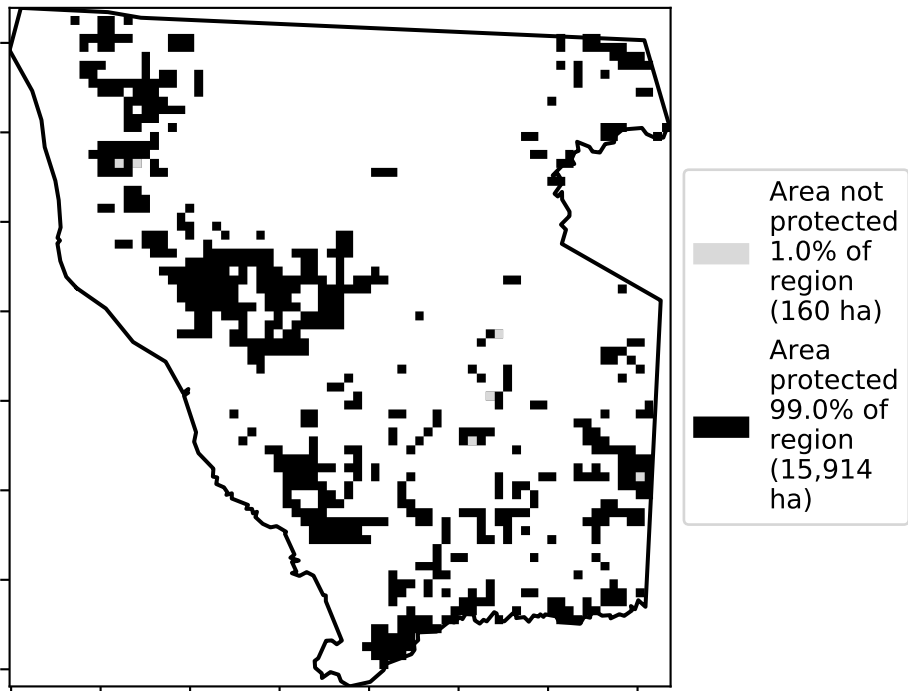 Area not
protected
1.0% of
region
(160 ha)
Area
protected
99.0% of
region
(15,914
ha)